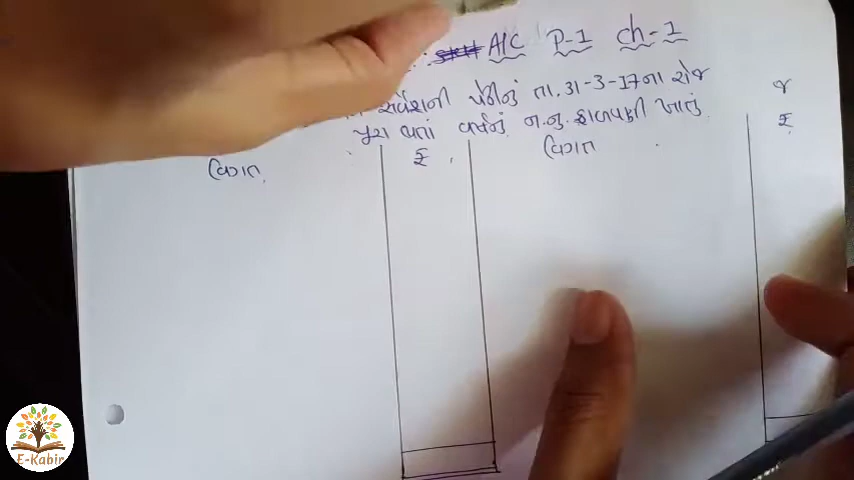 A/C P-1 ch-1
સર્વેશની પેઢીનું તા. 31-3-17ના રોજ
પુરા થતાં વર્ષનું ન.નુ. ફાળવણી ખાતું
જ
વિગત ₹ વિગત ₹
E-Kabir